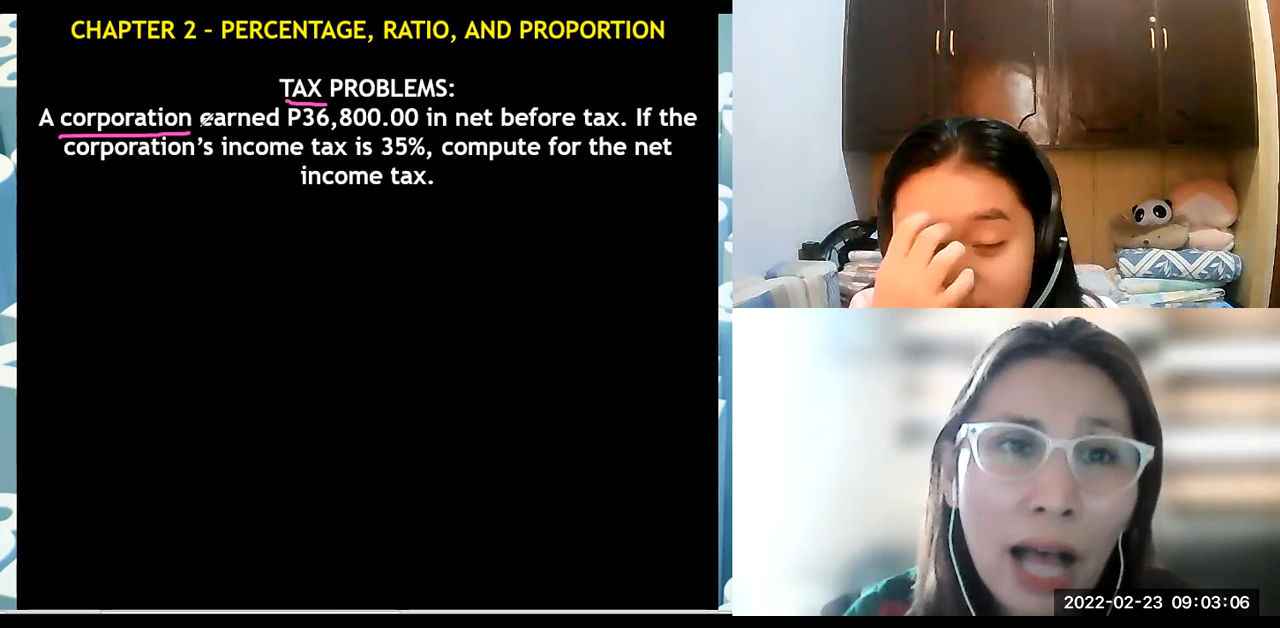 CHAPTER 2 – PERCENTAGE, RATIO, AND PROPORTION
TAX PROBLEMS:
A corporation earned P36,800.00 in net before tax. If the
corporation’s income tax is 35%, compute for the net
income tax.
2022-02-23 09:03:06